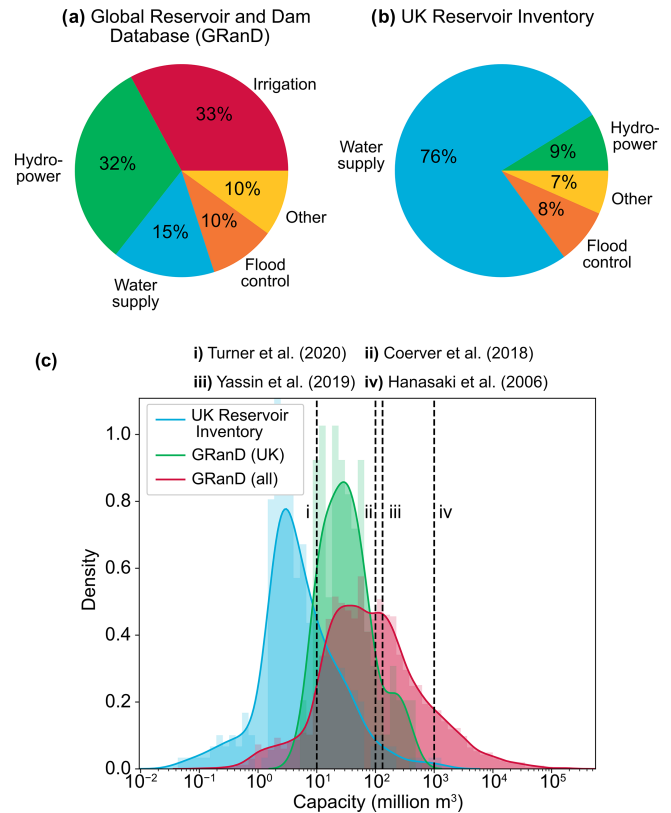 (a) Global Reservoir and Dam
Database (GRanD)
(b) UK Reservoir Inventory
Irrigation
33%
Hydro-
power
32%
10%
Other
10%
15%
Flood
control
Water
supply
Water
supply
76%
Hydro-
power
9%
7%
Other
8%
Flood
control
(c)
i) Turner et al. (2020) ii) Coerver et al. (2018)
iii) Yassin et al. (2019) iv) Hanasaki et al. (2006)
UK Reservoir
Inventory
GRanD (UK)
GRanD (all)
i
ii
iii
iv
Density
1.0
0.8
0.6
0.4
0.2
0.0
10⁻² 10⁻¹ 10⁰ 10¹ 10² 10³ 10⁴ 10⁵
Capacity (million m³)